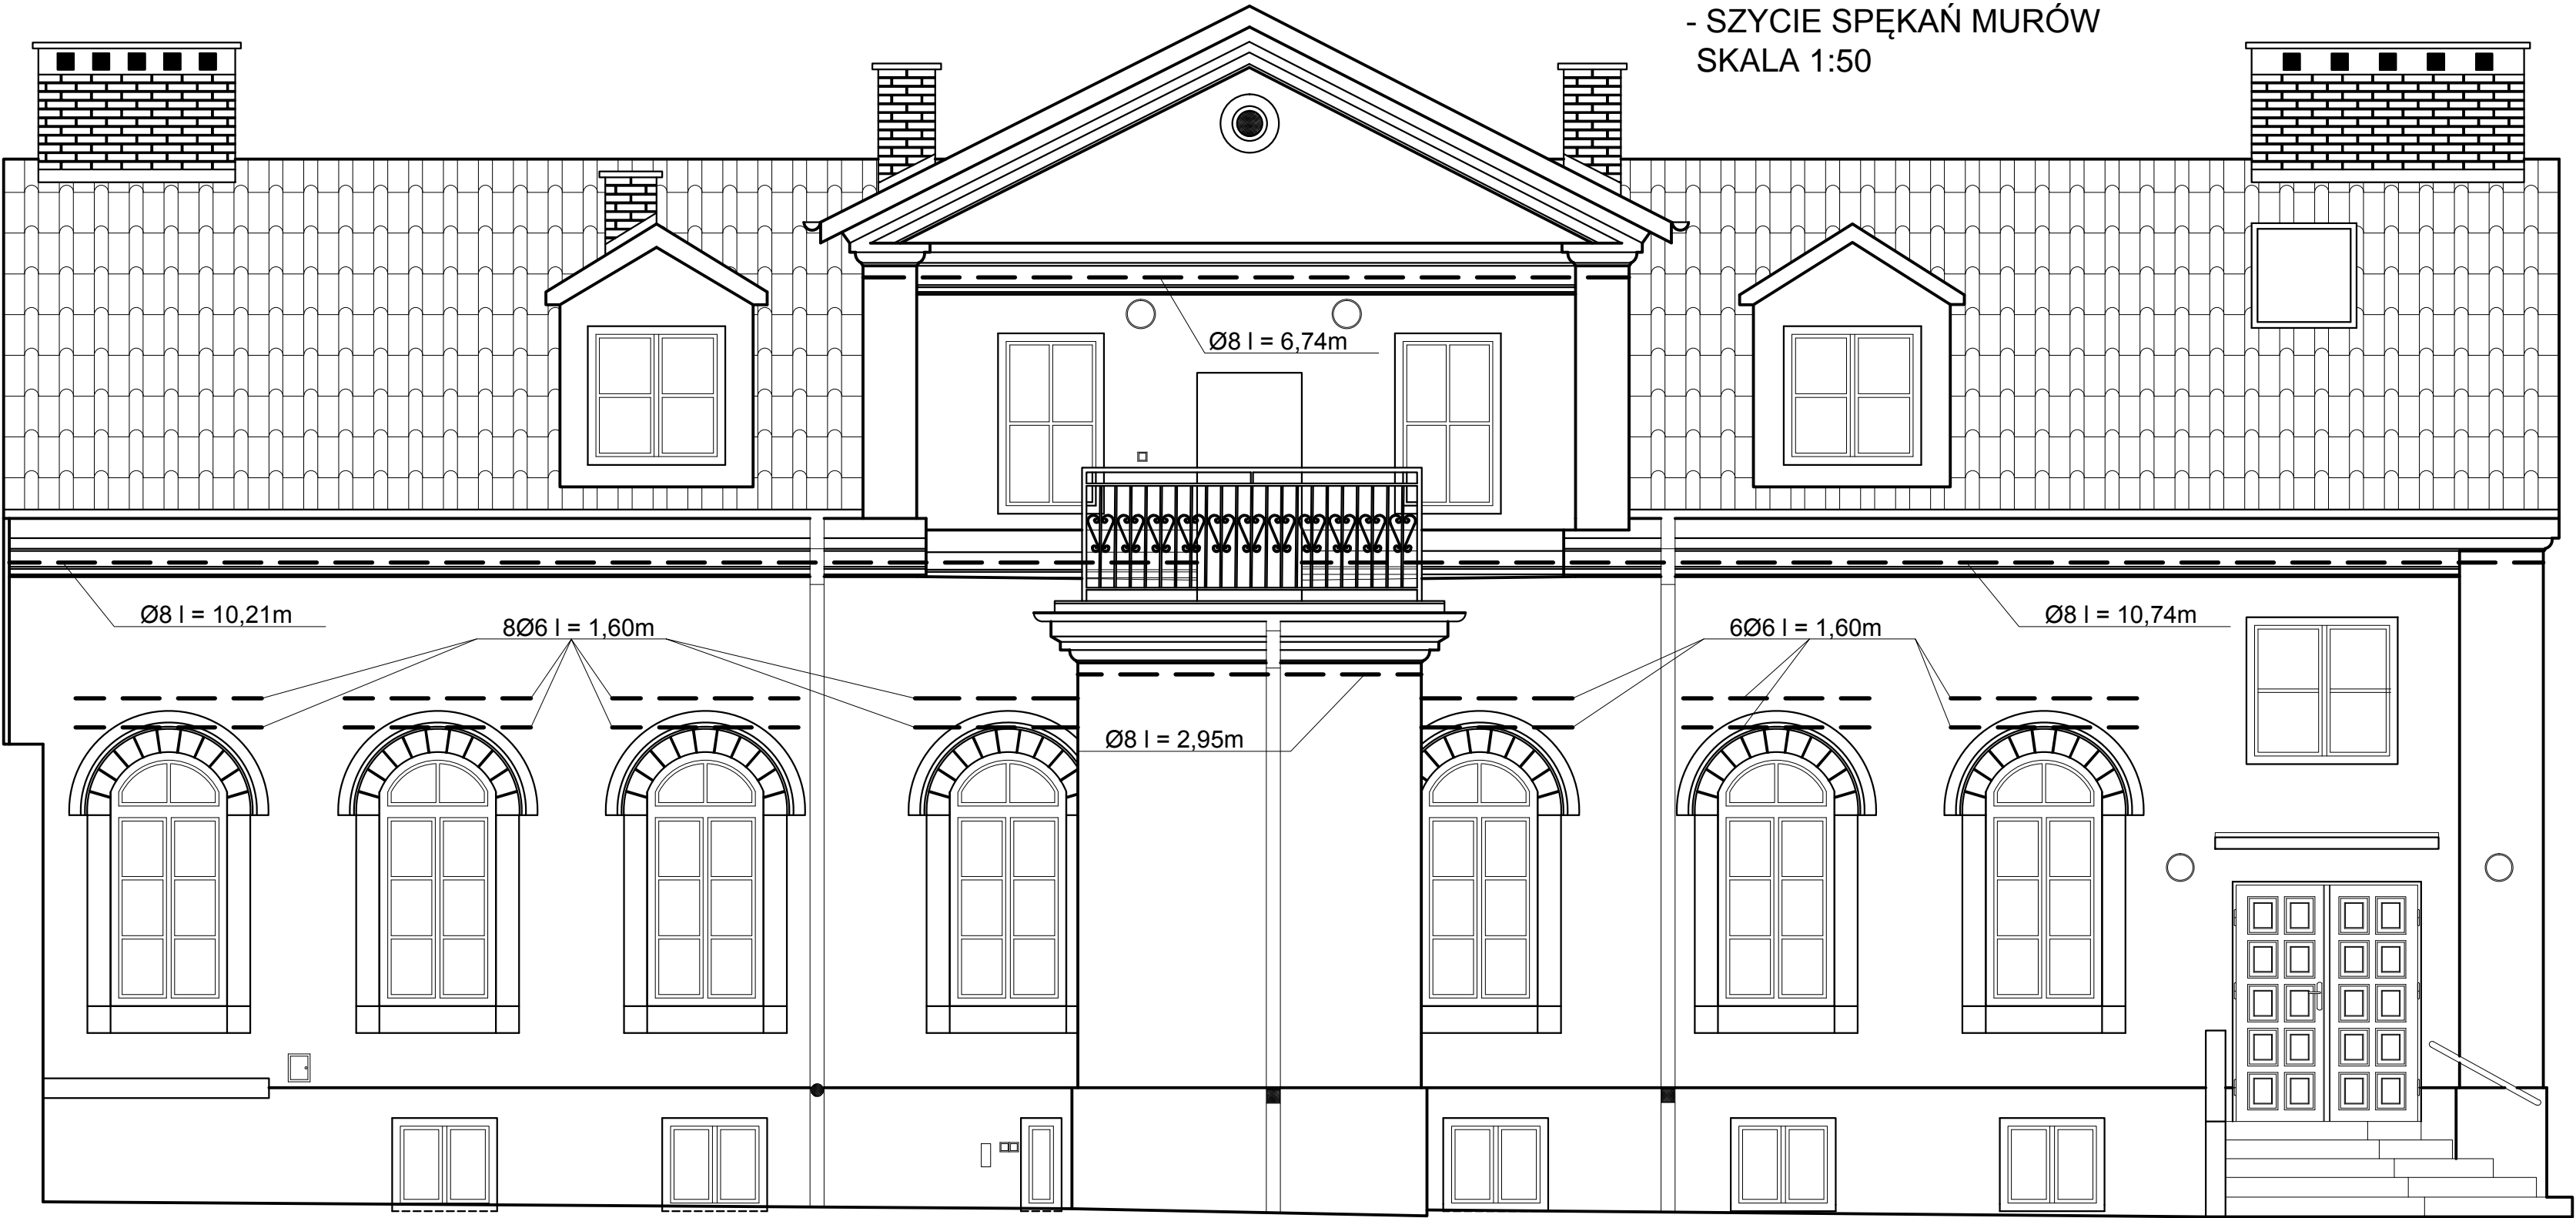 - SZYCIE SPĘKAŃ MURÓW
SKALA 1:50
Ø8 l = 6,74m
Ø8 l = 10,21m
8Ø6 l = 1,60m
6Ø6 l = 1,60m
Ø8 l = 10,74m
Ø8 l = 2,95m